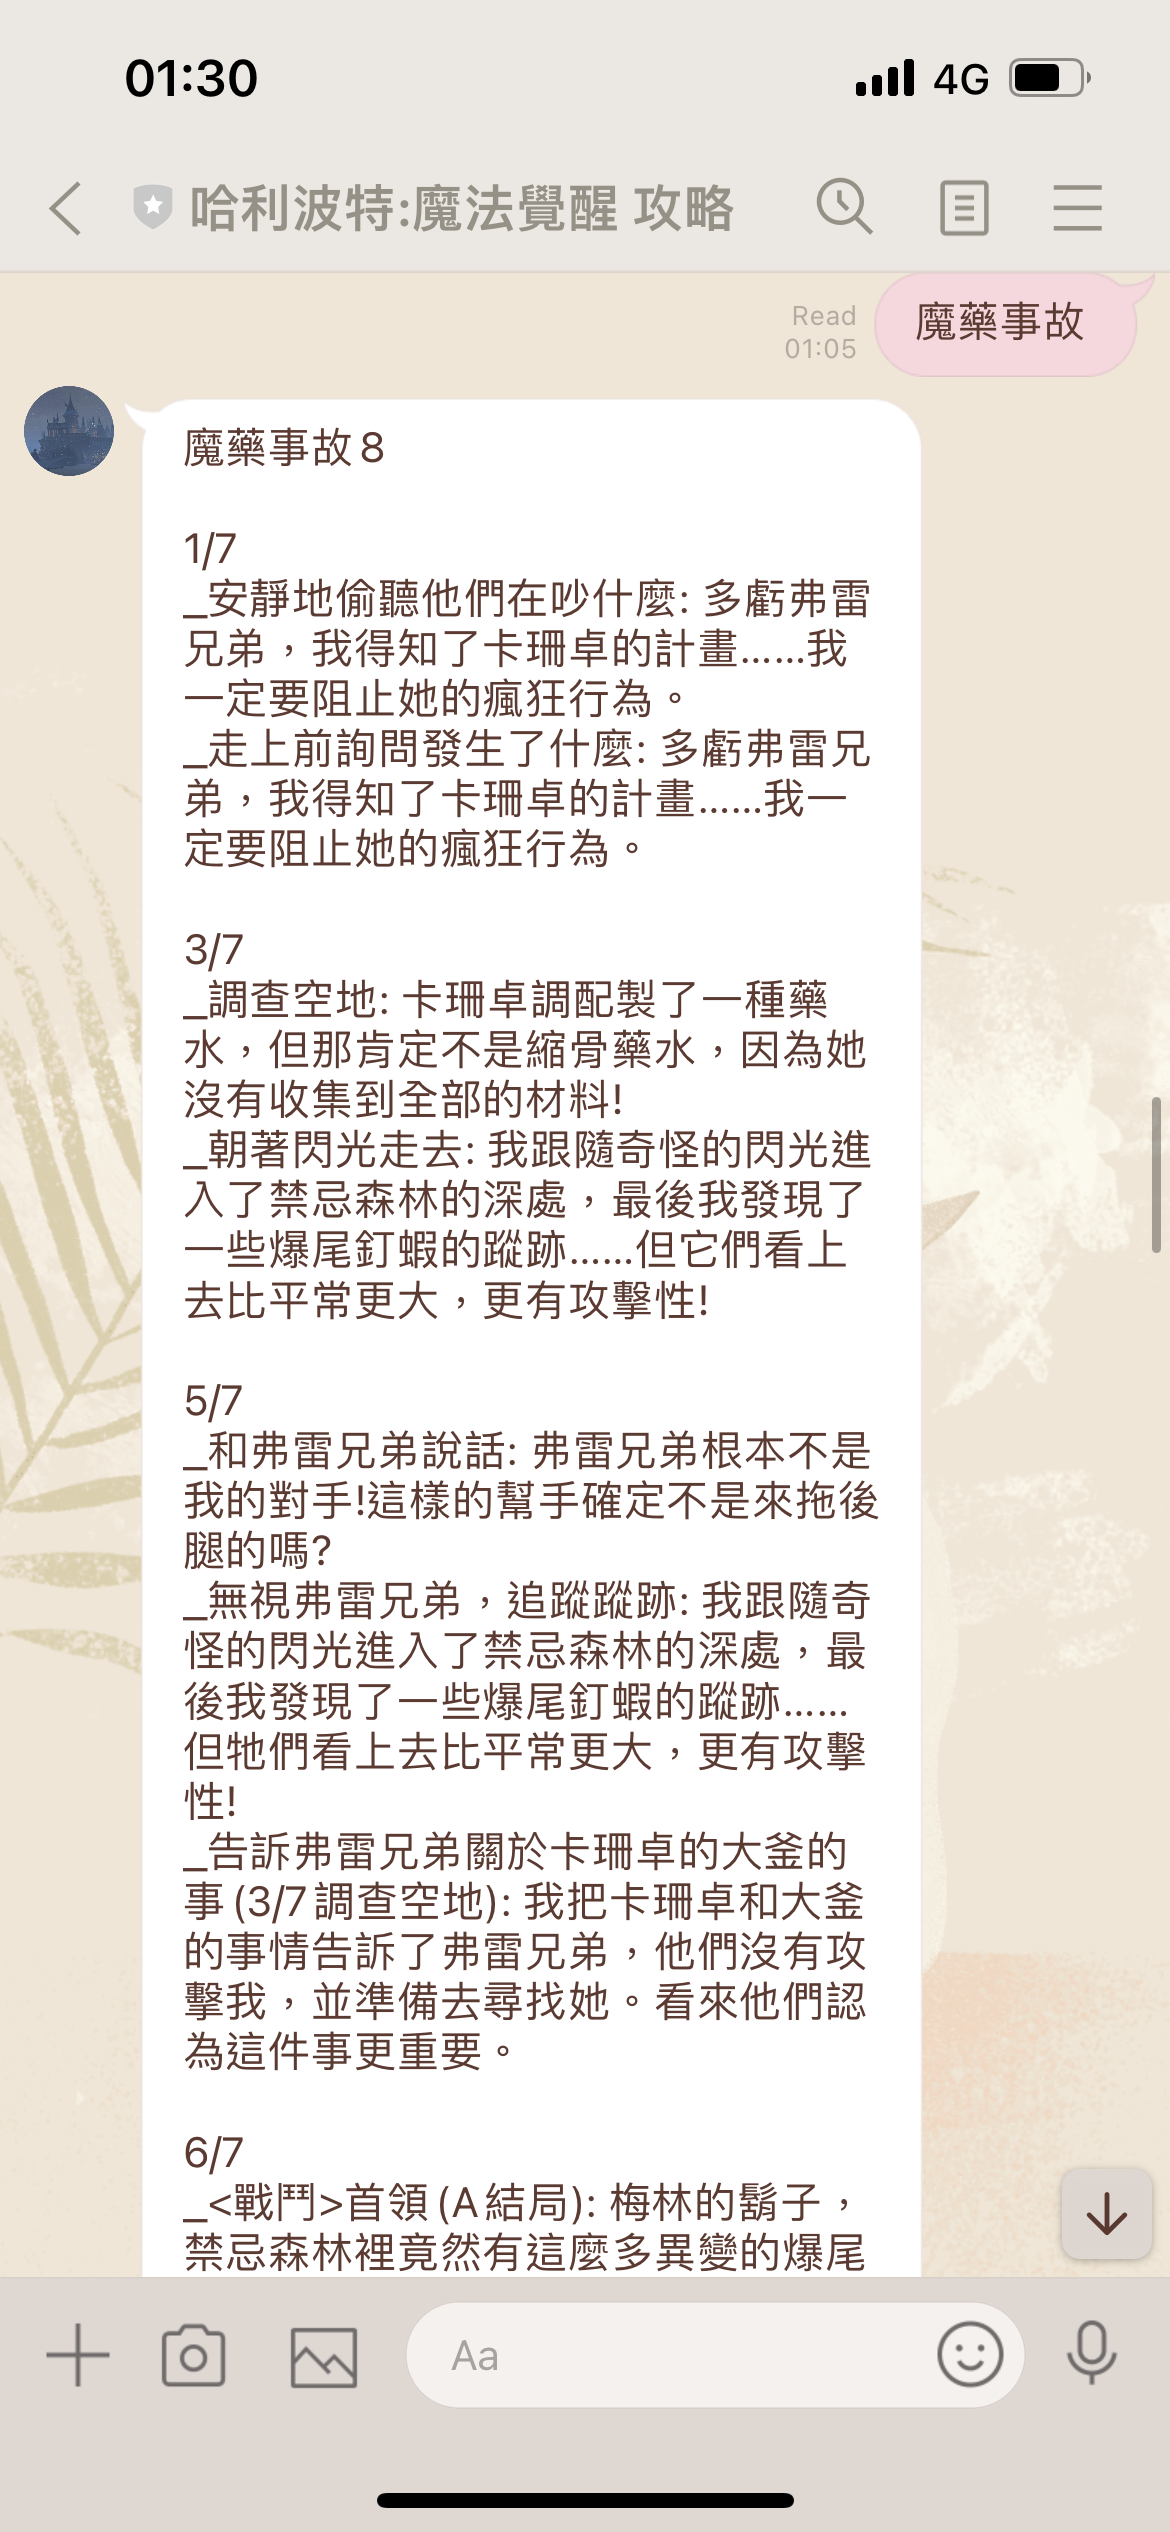 01:30
4G
哈利波特:魔法覺醒 攻略
Read
01:05
魔藥事故
魔藥事故8
1/7
_安靜地偷聽他們在吵什麼: 多虧弗雷
兄弟，我得知了卡珊卓的計畫......我
一定要阻止她的瘋狂行為。
_走上前詢問發生了什麼: 多虧弗雷兄
弟，我得知了卡珊卓的計畫......我一
定要阻止她的瘋狂行為。
3/7
_調查空地: 卡珊卓調配製了一種藥
水，但那肯定不是縮骨藥水，因為她
沒有收集到全部的材料!
_朝著閃光走去: 我跟隨奇怪的閃光進
入了禁忌森林的深處，最後我發現了
一些爆尾釘蝦的蹤跡......但它們看上
去比平常更大，更有攻擊性!
5/7
_和弗雷兄弟說話: 弗雷兄弟根本不是
我的對手!這樣的幫手確定不是來拖後
腿的嗎?
_無視弗雷兄弟，追蹤蹤跡: 我跟隨奇
怪的閃光進入了禁忌森林的深處，最
後我發現了一些爆尾釘蝦的蹤跡......
但牠們看上去比平常更大，更有攻擊
性!
_告訴弗雷兄弟關於卡珊卓的大釜的
事(3/7調查空地): 我把卡珊卓和大釜
的事情告訴了弗雷兄弟，他們沒有攻
擊我，並準備去尋找她。看來他們認
為這件事更重要。
6/7
_<戰鬥>首領(A結局): 梅林的鬍子，
禁忌森林裡竟然有這麼多異變的爆尾
Aa